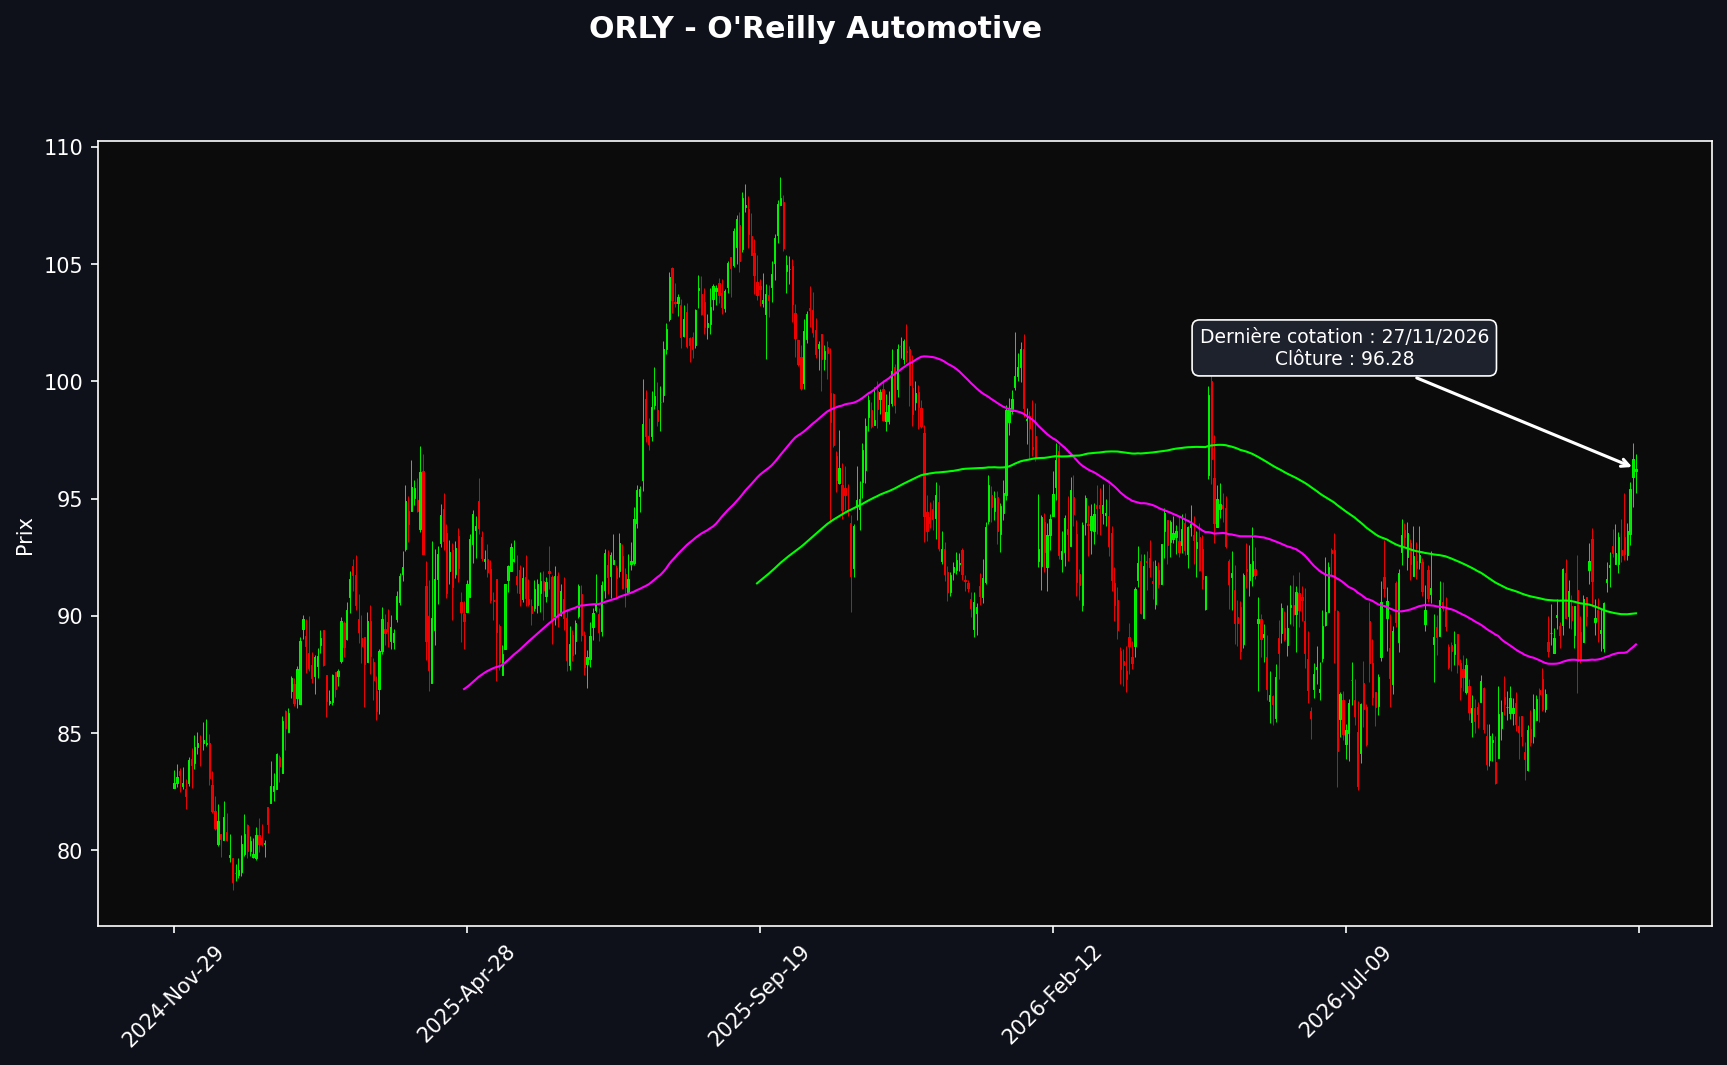 ORLY - O'Reilly Automotive
110
105
100
95
90
85
80
Prix
Dernière cotation : 27/11/2026
Clôture : 96.28
2024-Nov-29
2025-Apr-28
2025-Sep-19
2026-Feb-12
2026-Jul-09